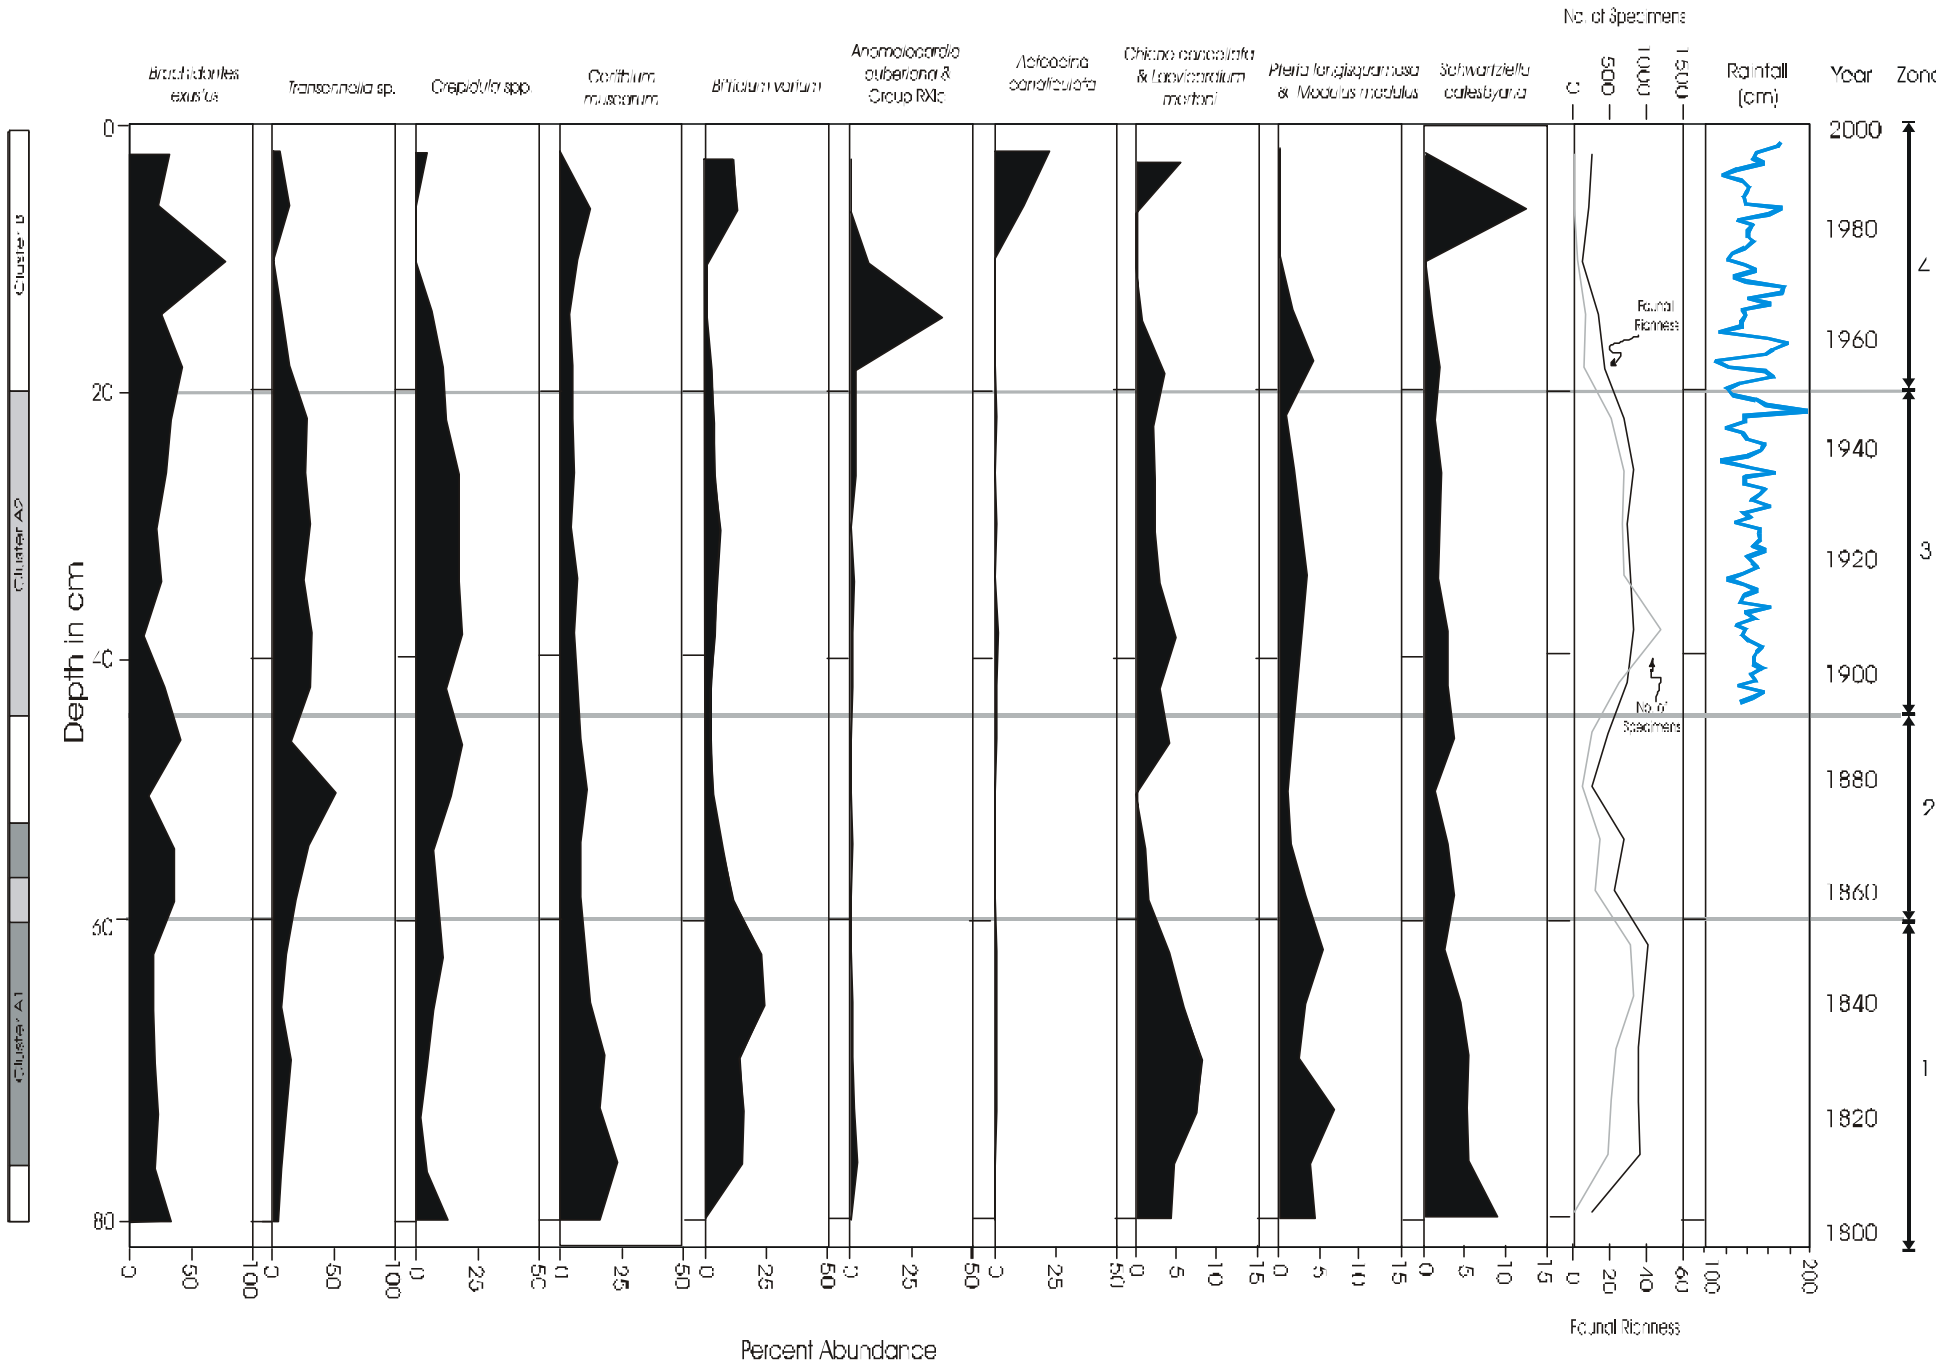 No. of Specimens
0
500
1000
1500
Brachidontes
exustus
Transennella sp.
Crepidula spp.
Cerithium
muscarum
Bittiolum varium
Anomalocardia
auberiana &
Group RXIc
Acteocina
canaliculata
Chione cancellata
& Laevicardium
mortoni
Pteria longisquamosa
& Modulus modulus
Schwartziella
catesbyana
Rainfall
(cm)
Year
Zone
Depth in cm
0
20
40
60
80
Cluster B
Cluster A2
Cluster A1
Faunal
Richness
No. of
Specimens
2000
1980
1960
1940
1920
1900
1880
1860
1840
1820
1800
4
3
2
1
0 50 100
0 50 100
0 25 50
0 25 50
0 25 50
0 25 50
0 25 50
0 5 10 15
0 5 10 15
0 5 10 15
0 20 40 60
100 200
Faunal Richness
Percent Abundance